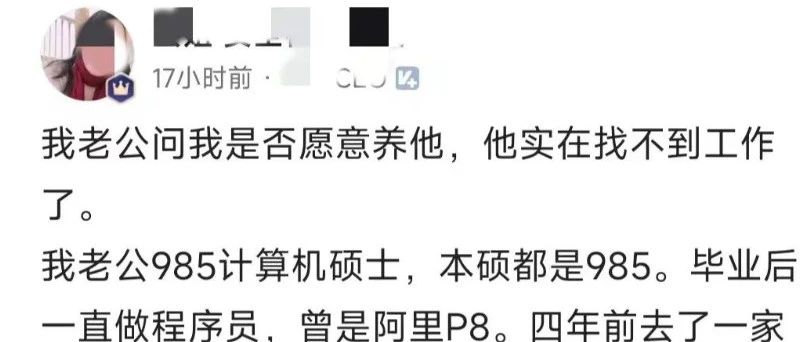 17小时前 ·
我老公问我是否愿意养他，他实在找不到工作
了。
我老公985计算机硕士，本硕都是985。毕业后
一直做程序员，曾是阿里P8。四年前去了一家